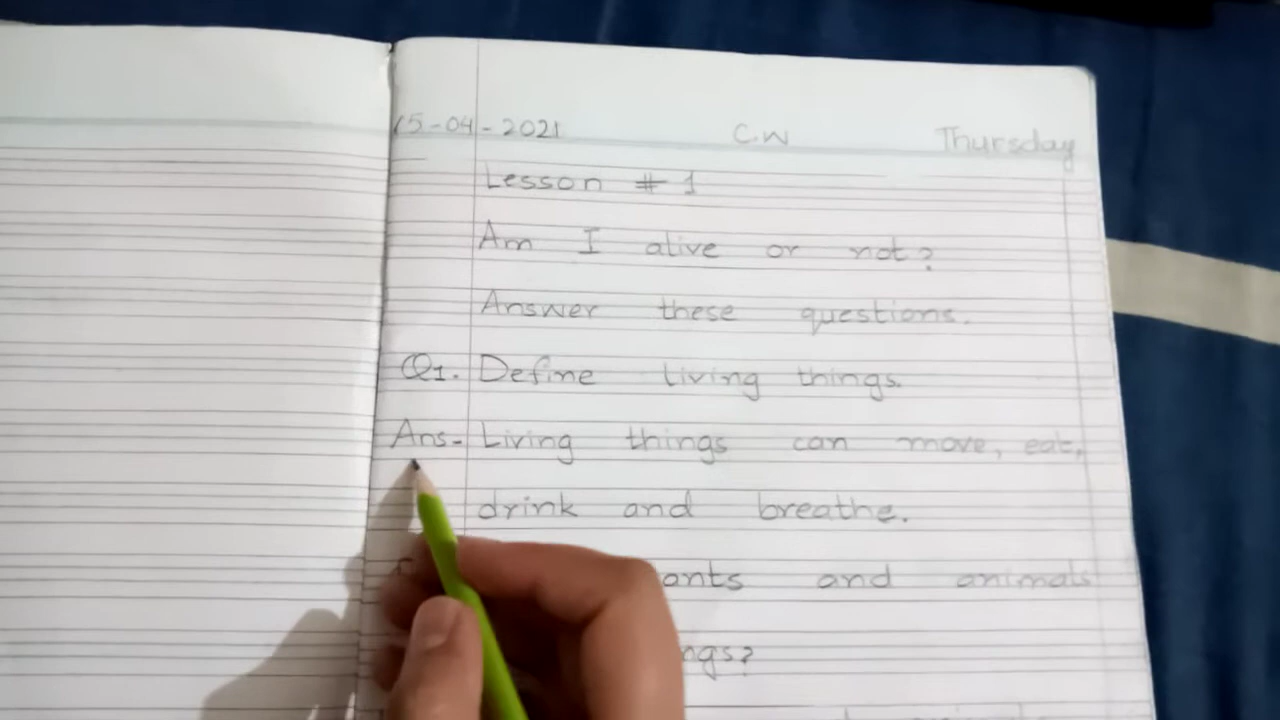 15-04-2021 C.W Thursday
Lesson # 1
Am I alive or not?
Answer these questions.
Q1. Define living things.
Ans- Living things can move, eat,
drink and breathe.
and animals